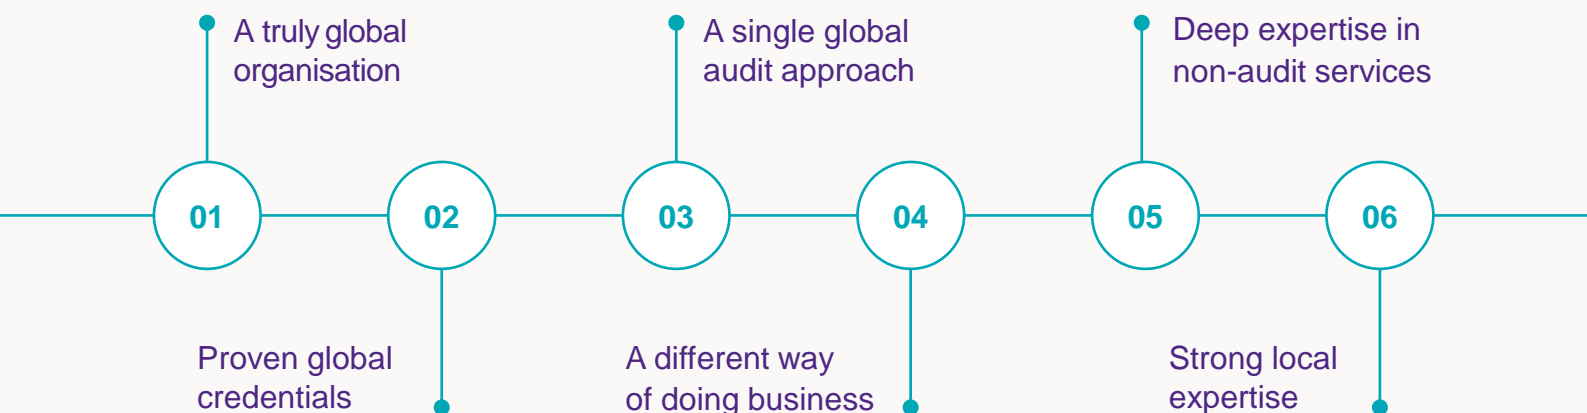 A truly global
organisation
A single global
audit approach
Deep expertise in
non-audit services
01
02
03
04
05
06
Proven global
credentials
A different way
of doing business
Strong local
expertise